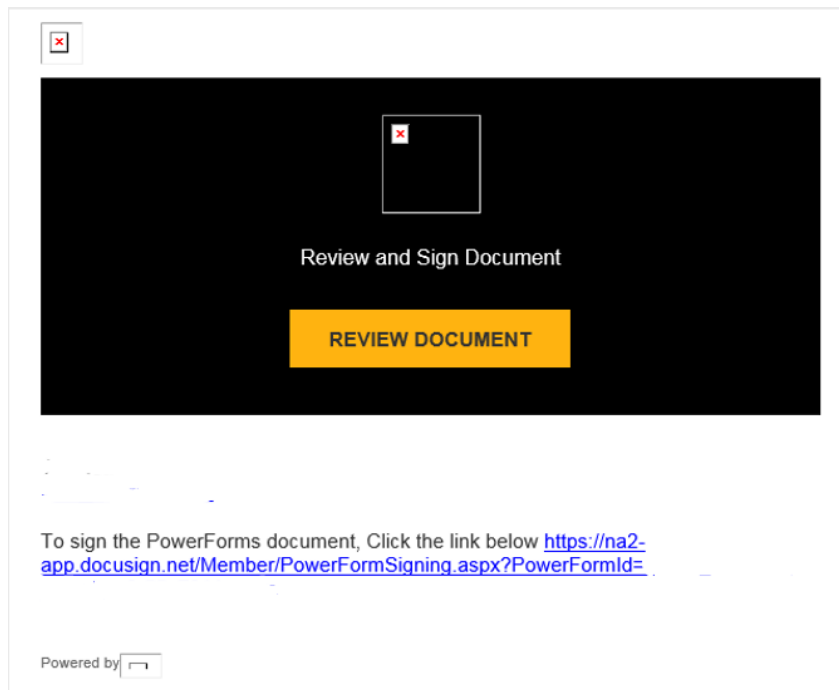 Review and Sign Document
REVIEW DOCUMENT
To sign the PowerForms document, Click the link below https://na2-
app.docusign.net/Member/PowerFormSigning.aspx?PowerFormId=
Powered by